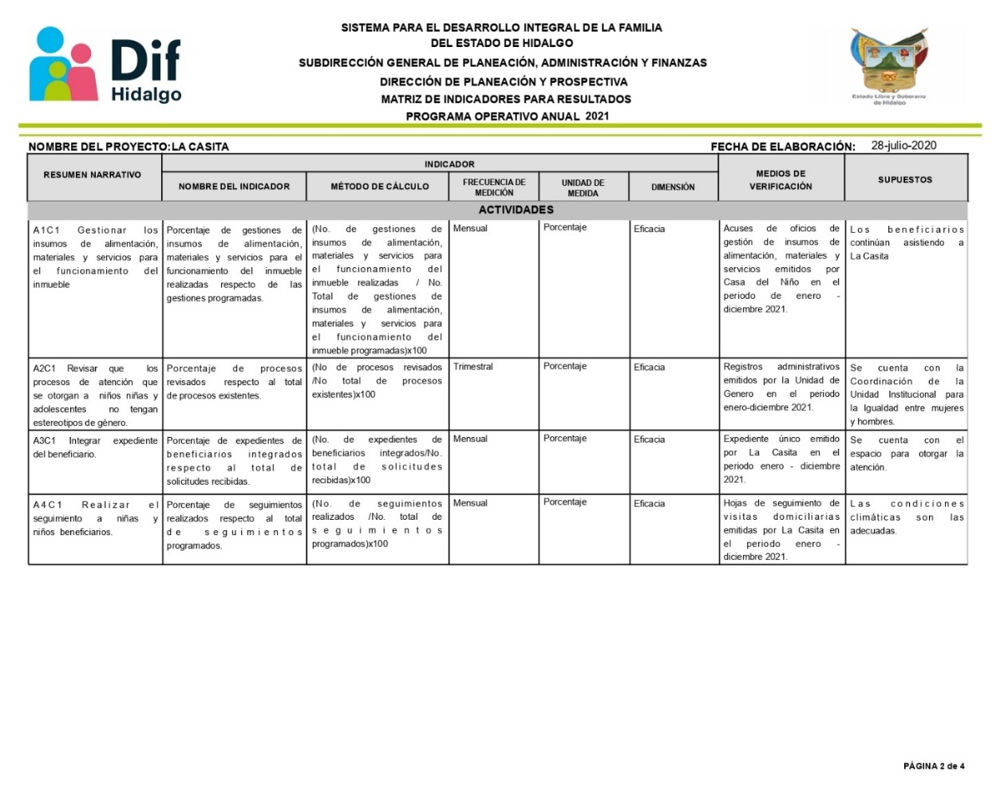 Dif
Hidalgo
SISTEMA PARA EL DESARROLLO INTEGRAL DE LA FAMILIA
DEL ESTADO DE HIDALGO
SUBDIRECCIÓN GENERAL DE PLANEACIÓN, ADMINISTRACIÓN Y FINANZAS
DIRECCIÓN DE PLANEACIÓN Y PROSPECTIVA
MATRIZ DE INDICADORES PARA RESULTADOS
PROGRAMA OPERATIVO ANUAL 2021
Estado Libre y Soberano
de Hidalgo
NOMBRE DEL PROYECTO: LA CASITA
FECHA DE ELABORACIÓN: 28-julio-2020
RESUMEN NARRATIVO
INDICADOR
NOMBRE DEL INDICADOR
MÉTODO DE CÁLCULO
FRECUENCIA DE
MEDICIÓN
UNIDAD DE
MEDIDA
DIMENSIÓN
MEDIOS DE
VERIFICACIÓN
SUPUESTOS
ACTIVIDADES
A1C1 Gestionar los
insumos de alimentación,
materiales y servicios para
el funcionamiento del
inmueble
Porcentaje de gestiones de
insumos de alimentación,
materiales y servicios para el
funcionamiento del inmueble
realizadas respecto de las
gestiones programadas.
(No. de gestiones de
insumos de alimentación,
materiales y servicios para
el funcionamiento del
inmueble realizadas / No.
Total de gestiones de
insumos de alimentación,
materiales y servicios para
el funcionamiento del
inmueble programadas)x100
Mensual
Porcentaje
Eficacia
Acuses de oficios de
gestión de insumos de
alimentación, materiales y
servicios emitidos por
Casa del Niño en el
periodo de enero -
diciembre 2021.
Los beneficiarios
continúan asistiendo a
La Casita
A2C1 Revisar que los
procesos de atención que
se otorgan a niños niñas y
adolescentes no tengan
estereotipos de género.
Porcentaje de procesos
revisados respecto al total
de procesos existentes.
(No de procesos revisados
/No total de procesos
existentes)x100
Trimestral
Porcentaje
Eficacia
Registros administrativos
emitidos por la Unidad de
Genero en el periodo
enero-diciembre 2021.
Se cuenta con la
Coordinación de la
Unidad Institucional para
la Igualdad entre mujeres
y hombres.
A3C1 Integrar expediente
del beneficiario.
Porcentaje de expedientes de
beneficiarios integrados
respecto al total de
solicitudes recibidas.
(No. de expedientes de
beneficiarios integrados/No.
total de solicitudes
recibidas)x100
Mensual
Porcentaje
Eficacia
Expediente único emitido
por La Casita en el
periodo enero - diciembre
2021.
Se cuenta con el
espacio para otorgar la
atención.
A4C1 Realizar el
seguimiento a niñas y
niños beneficiarios.
Porcentaje de seguimientos
realizados respecto al total
de seguimientos
programados.
(No. de seguimientos
realizados /No. total de
seguimientos
programados)x100
Mensual
Porcentaje
Eficacia
Hojas de seguimiento de
visitas domiciliarias
emitidas por La Casita en
el periodo enero -
diciembre 2021.
Las condiciones
climáticas son las
adecuadas.
PÁGINA 2 de 4